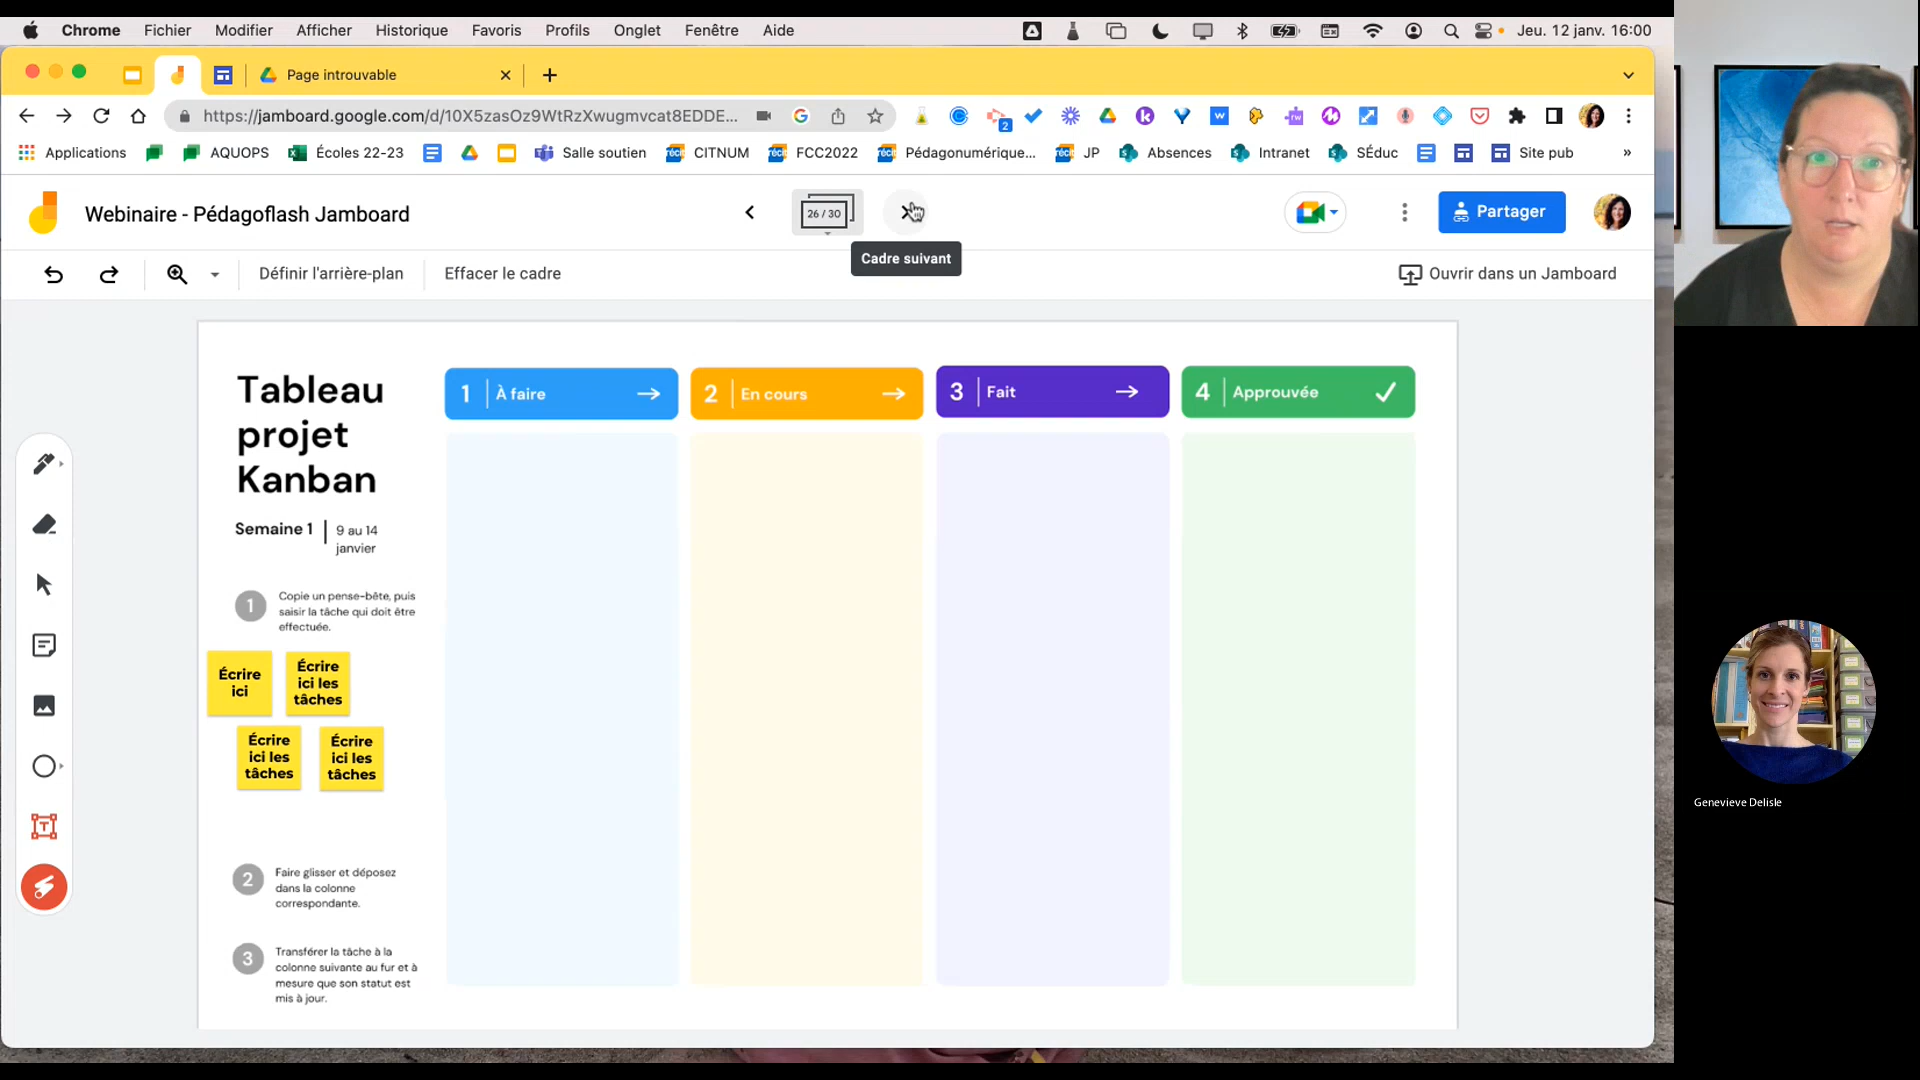 Chrome Fichier Modifier Afficher Historique Favoris Profils Onglet Fenêtre Aide Jeu. 12 janv. 16:00
Page introuvable
https://jamboard.google.com/d/10X5zasOz9WtRzXwugmvcat8EDDE...
2
Applications AQUOPS Écoles 22-23 Salle soutien CITNUM FCC2022 Pédagonumérique... JP Absences Intranet SÉduc Site pub »
Webinaire - Pédagoflash Jamboard
26 / 30
Partager
Cadre suivant
Définir l'arrière-plan
Effacer le cadre
Ouvrir dans un Jamboard
Tableau
projet
Kanban
1 À faire
2 En cours
3 Fait
4 Approuvée
Semaine 1
9 au 14
janvier
1
Copie un pense-bête, puis
saisir la tâche qui doit être
effectuée.
Écrire
ici
Écrire
ici les
tâches
Écrire
ici les
tâches
Écrire
ici les
tâches
2
Faire glisser et déposez
dans la colonne
correspondante.
3
Transférer la tâche à la
colonne suivante au fur et à
mesure que son statut est
mis à jour.
Genevieve Delisle